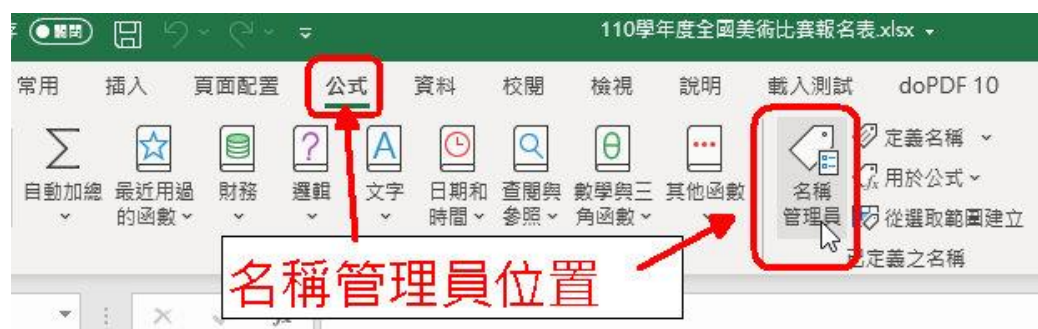 關閉
110學年度全國美術比賽報名表.xlsx
常用 插入 頁面配置 公式 資料 校閱 檢視 說明 載入測試 doPDF 10
自動加總 最近用過的函數 財務 邏輯 文字 日期和時間 查閱與參照 數學與三角函數 其他函數 名稱管理員
定義名稱
用於公式
從選取範圍建立
已定義之名稱
名稱管理員位置